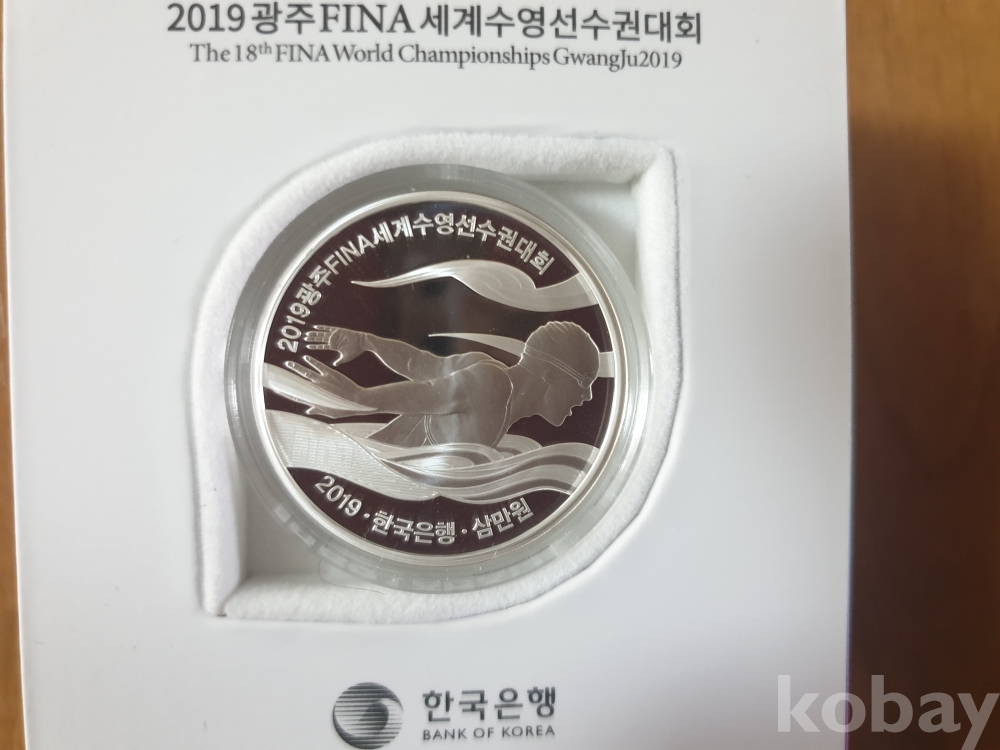 2019 광주 FINA 세계수영선수권대회
The 18th FINA World Championships GwangJu2019
2019광주FINA세계수영선수권대회
2019 · 한국은행 · 삼만원
한국은행
BANK OF KOREA
kobay